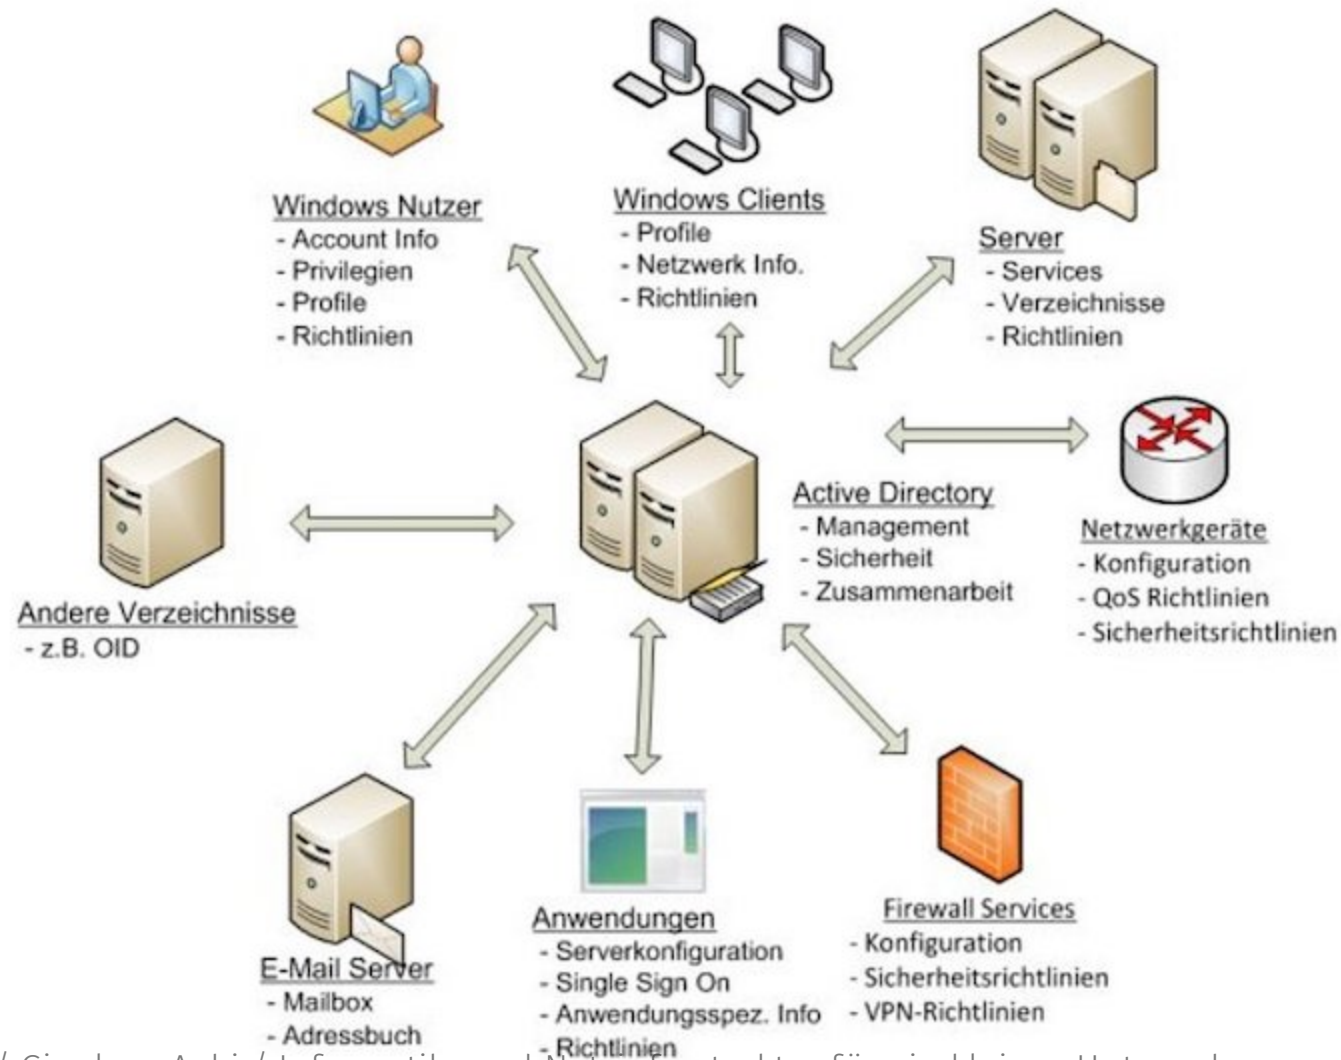 Windows Nutzer
- Account Info
- Privilegien
- Profile
- Richtlinien
Windows Clients
- Profile
- Netzwerk Info.
- Richtlinien
Server
- Services
- Verzeichnisse
- Richtlinien
Andere Verzeichnisse
- z.B. OID
Active Directory
- Management
- Sicherheit
- Zusammenarbeit
Netzwerkgeräte
- Konfiguration
- QoS Richtlinien
- Sicherheitsrichtlinien
E-Mail Server
- Mailbox
- Adressbuch
Anwendungen
- Serverkonfiguration
- Single Sign On
- Anwendungsspez. Info
- Richtlinien
Firewall Services
- Konfiguration
- Sicherheitsrichtlinien
- VPN-Richtlinien